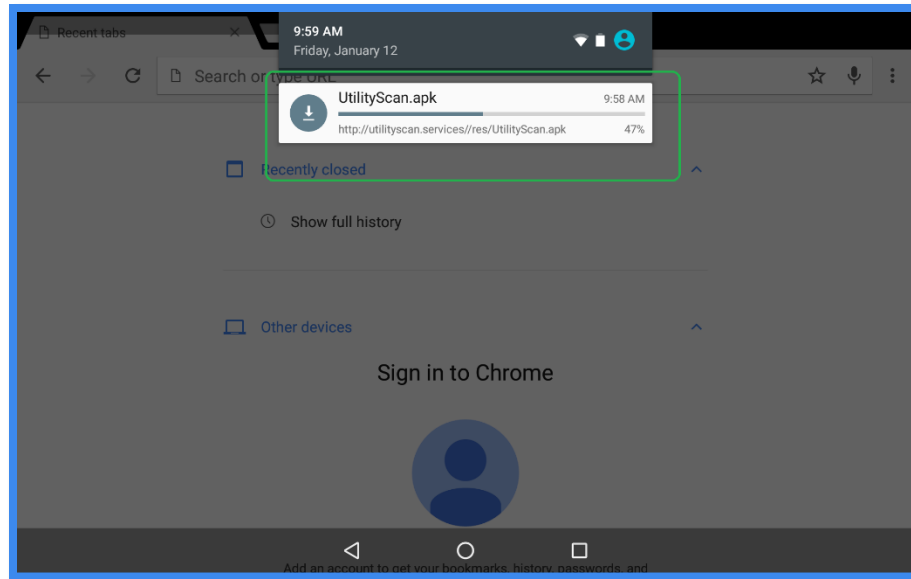 Recent tabs
9:59 AM
Friday, January 12
Search or type URL
UtilityScan.apk
9:58 AM
http://utilityscan.services//res/UtilityScan.apk
47%
Recently closed
Show full history
Other devices
Sign in to Chrome
Add an account to get your bookmarks, history, passwords, and